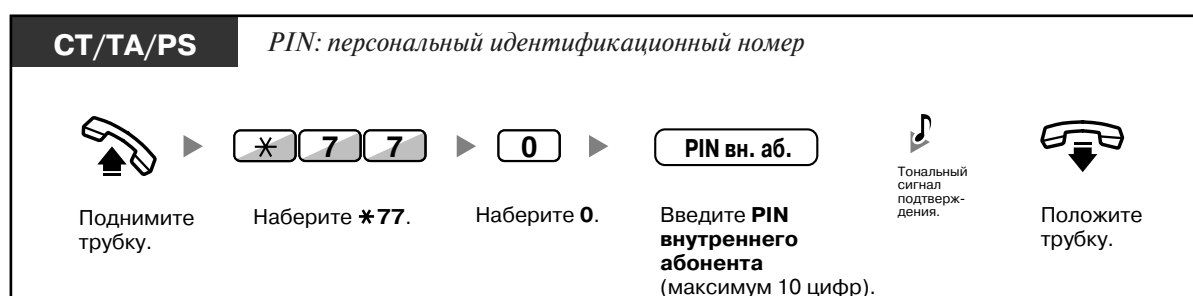 CT/TA/PS PIN: персональный идентификационный номер
* 7 7 0 PIN вн. аб.
Поднимите
трубку.
Наберите *77.
Наберите 0.
Введите PIN
внутреннего
абонента
(максимум 10 цифр).
Тональный
сигнал
подтверж-
дения.
Положите
трубку.